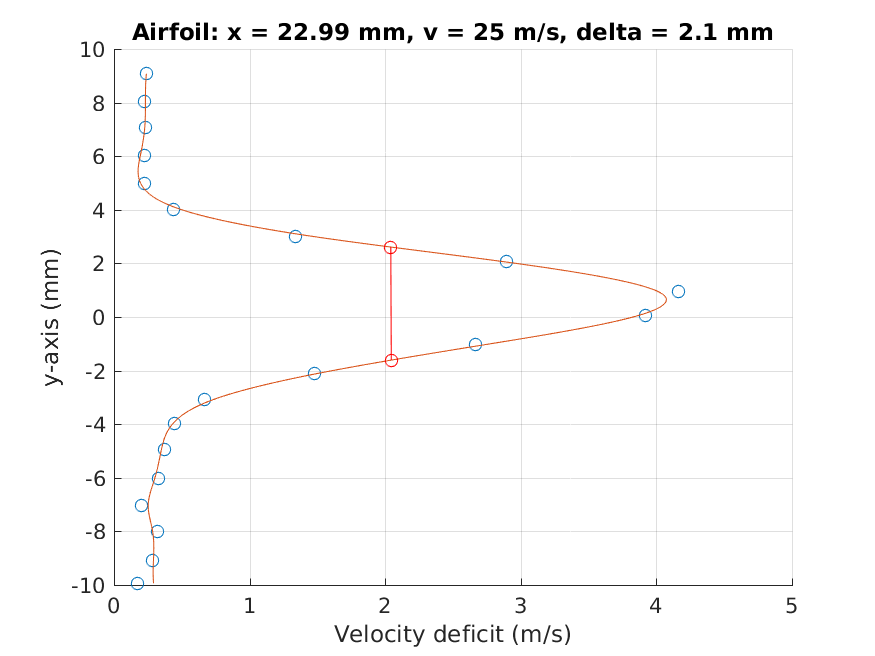 Airfoil: x = 22.99 mm, v = 25 m/s, delta = 2.1 mm
10
8
6
4
2
0
-2
-4
-6
-8
-10
y-axis (mm)
0 1 2 3 4 5
Velocity deficit (m/s)